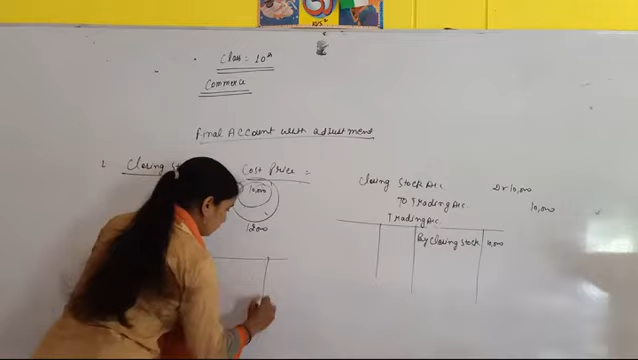 Class = 10th
Commerce
Final Account with adjustment
1. Closing
Cost Price =
10,000
12000
Closing Stock A/c Dr 10,000
To Trading A/c 10,000
Trading A/c
By Closing Stock 10,000